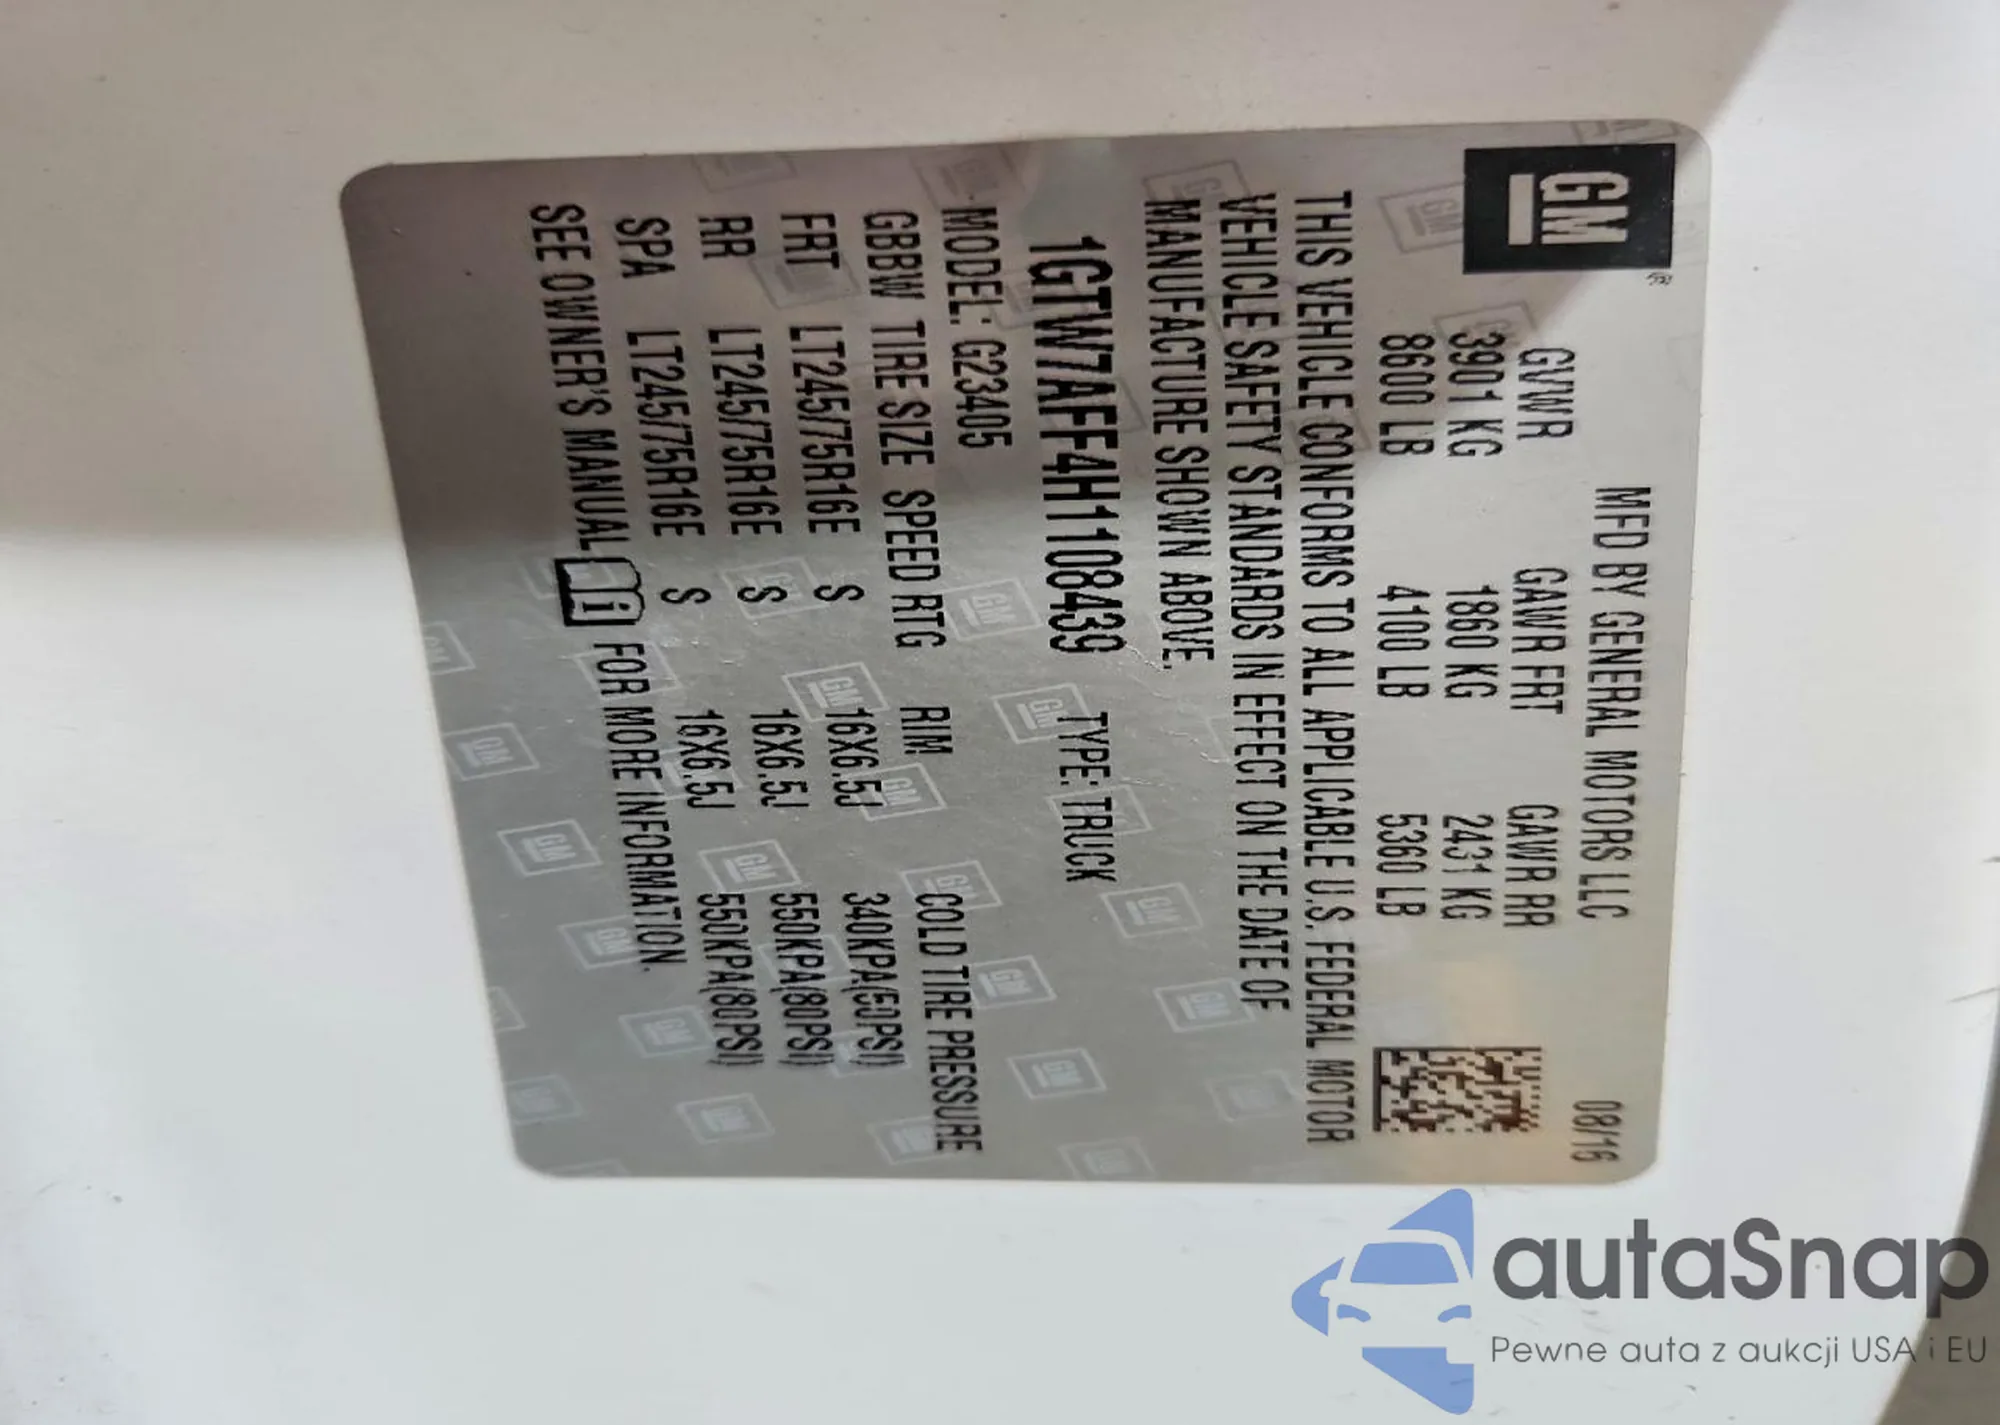 GM
MFD BY GENERAL MOTORS LLC 08/16
GVWR GAWR FRT GAWR RR
3901 KG 1860 KG 2431 KG
8600 LB 4100 LB 5360 LB
THIS VEHICLE CONFORMS TO ALL APPLICABLE U.S. FEDERAL MOTOR
VEHICLE SAFETY STANDARDS IN EFFECT ON THE DATE OF
MANUFACTURE SHOWN ABOVE.
1GTW7AFF4H1108439 TYPE: TRUCK
MODEL: G23405
GBBW TIRE SIZE SPEED RTG RIM COLD TIRE PRESSURE
FRT LT245/75R16E S 16X6.5J 340KPA(50PSI)
RR LT245/75R16E S 16X6.5J 550KPA(80PSI)
SPA LT245/75R16E S 16X6.5J 550KPA(80PSI)
SEE OWNER'S MANUAL i FOR MORE INFORMATION.
autaSnap
Pewne auta z aukcji USA i EU